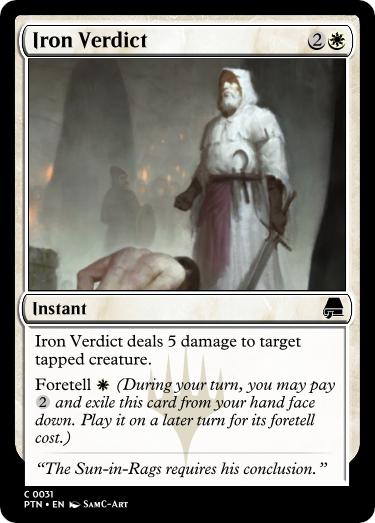 Iron Verdict 2
Instant
Iron Verdict deals 5 damage to target
tapped creature.
Foretell (During your turn, you may pay
2 and exile this card from your hand face
down. Play it on a later turn for its foretell
cost.)
“The Sun-in-Rags requires his conclusion.”
C 0031
PTN • EN SamC-Art